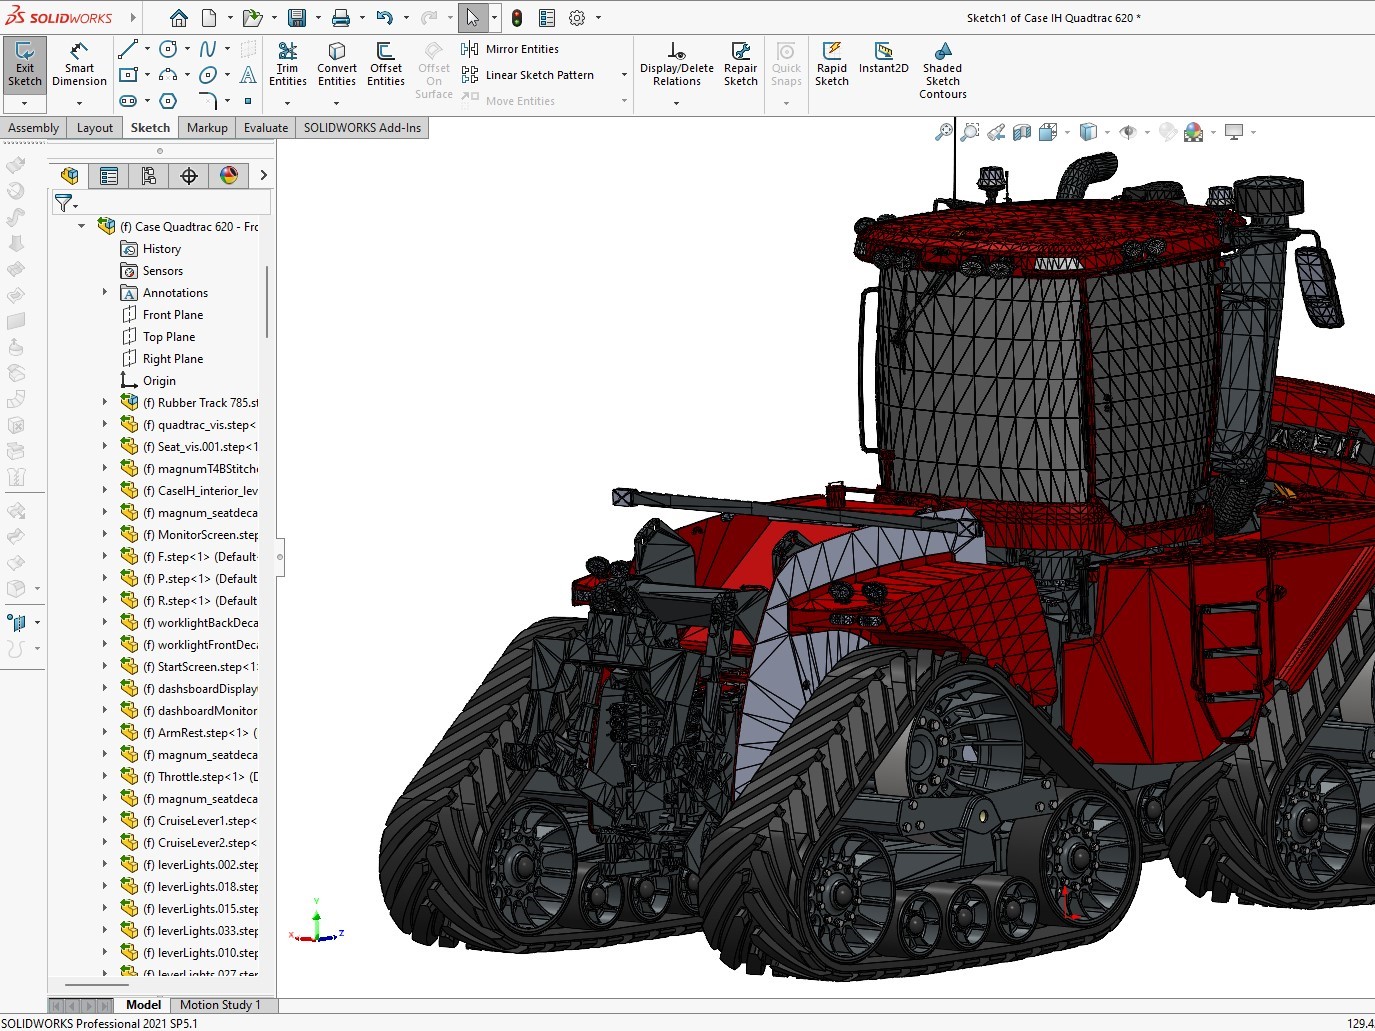 SOLIDWORKS
Sketch1 of Case IH Quadtrac 620 *
Exit Sketch
Smart Dimension
Trim Entities
Convert Entities
Offset Entities
Offset On Surface
Mirror Entities
Linear Sketch Pattern
Move Entities
Display/Delete Relations
Repair Sketch
Quick Snaps
Rapid Sketch
Instant2D
Shaded Sketch Contours
Assembly
Layout
Sketch
Markup
Evaluate
SOLIDWORKS Add-Ins
(f) Case Quadtrac 620 - Frc
History
Sensors
Annotations
Front Plane
Top Plane
Right Plane
Origin
(f) Rubber Track 785.st
(f) quadtrac_vis.step<
(f) Seat_vis.001.step<1
(f) magnumT4BStitche
(f) CaseIH_interior_lev
(f) magnum_seatdeca
(f) MonitorScreen.step
(f) F.step<1> (Default
(f) P.step<1> (Default
(f) R.step<1> (Default
(f) worklightBackDeca
(f) worklightFrontDeca
(f) StartScreen.step<1>
(f) dashsboardDisplay
(f) dashboardMonitor
(f) ArmRest.step<1> (
(f) magnum_seatdeca
(f) Throttle.step<1> (D
(f) magnum_seatdeca
(f) CruiseLever1.step<
(f) CruiseLever2.step<
(f) leverLights.002.step
(f) leverLights.018.step
(f) leverLights.015.step
(f) leverLights.033.step
(f) leverLights.010.step
(f) leverLights.027.step
Y
X
Z
Model
Motion Study 1
SOLIDWORKS Professional 2021 SP5.1
129.4